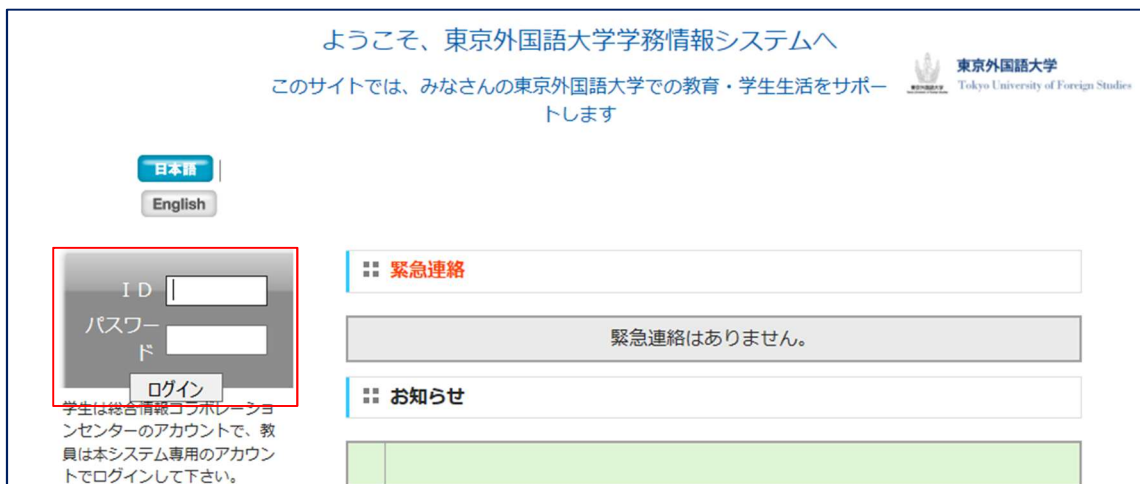 ようこそ、東京外国語大学学務情報システムへ
このサイトでは、みなさんの東京外国語大学での教育・学生生活をサポー
トします
東京外国語大学
Tokyo University of Foreign Studies
日本語
English
ＩＤ
パスワー
ド
ログイン
学生は総合情報コラボレーショ
ンセンターのアカウントで、教
員は本システム専用のアカウン
トでログインして下さい。
緊急連絡
緊急連絡はありません。
お知らせ